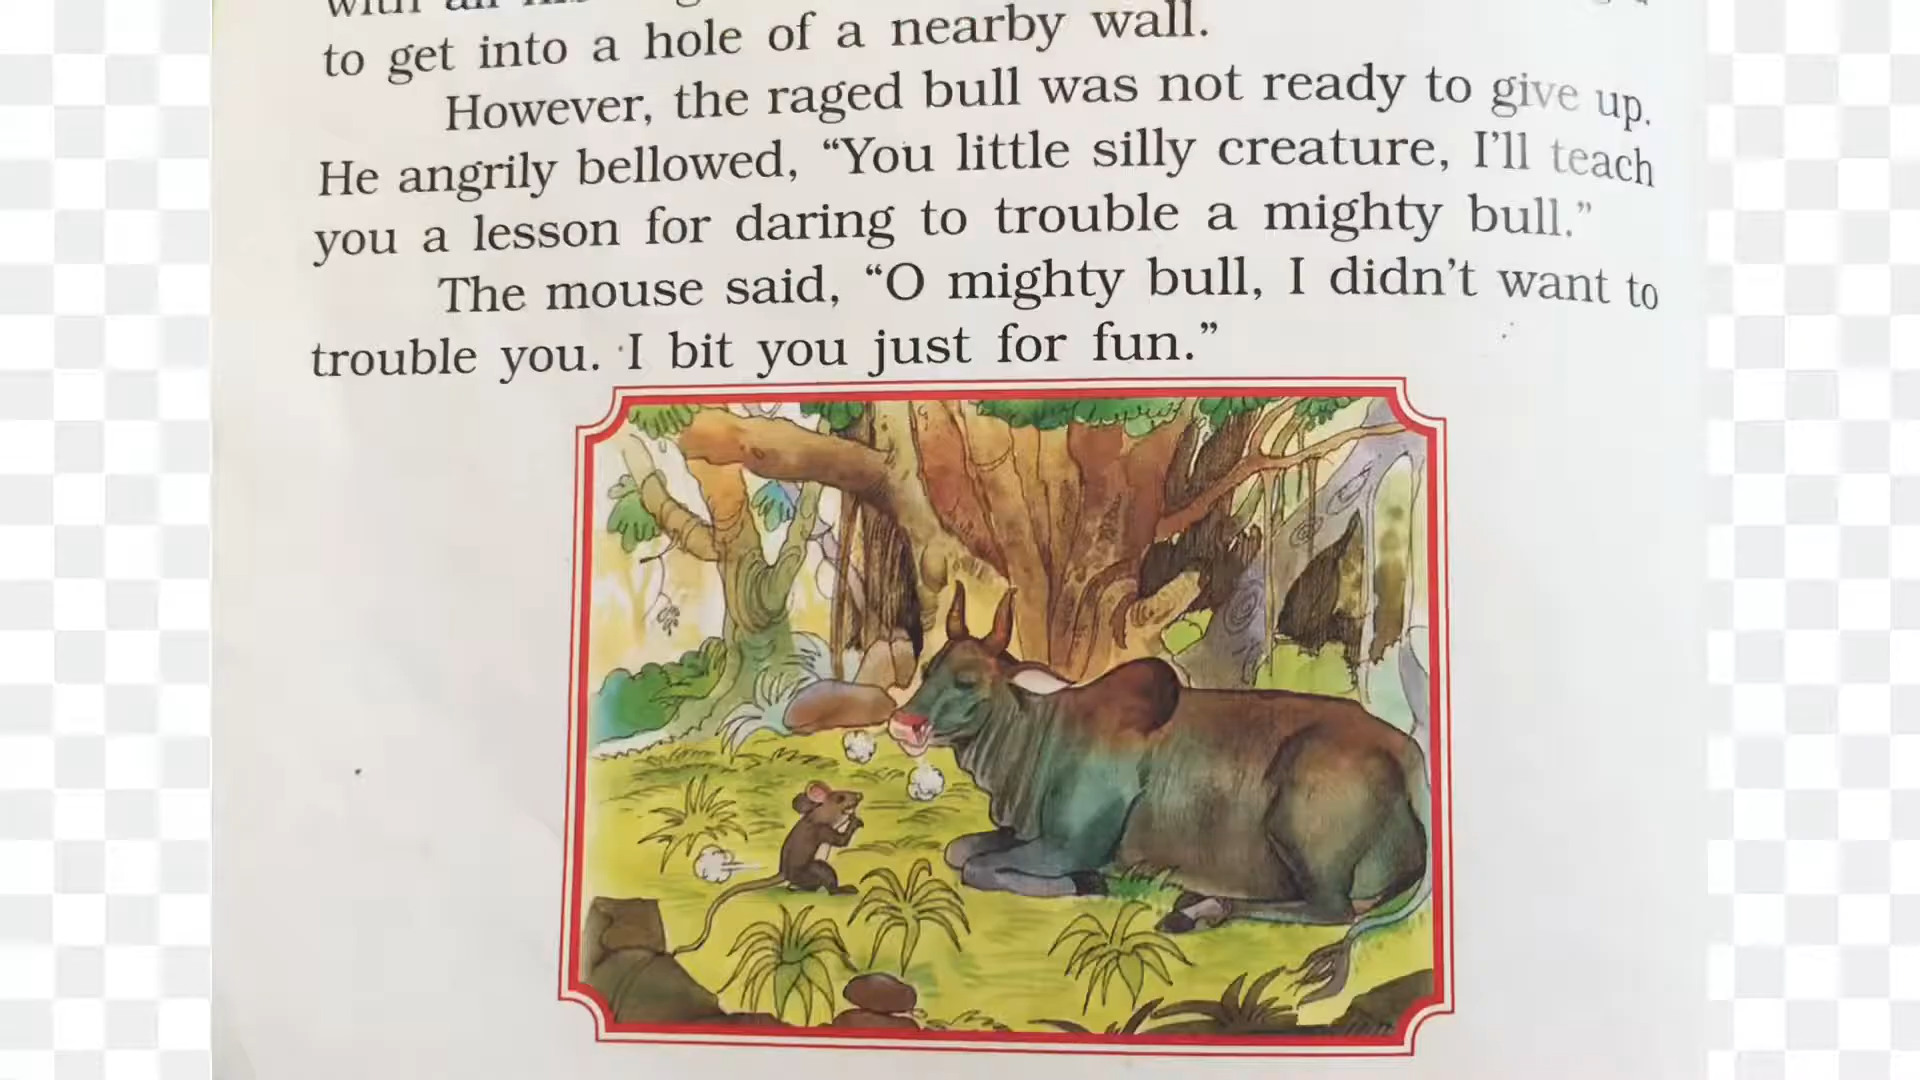 to get into a hole of a nearby wall.
However, the raged bull was not ready to give up.
He angrily bellowed, “You little silly creature, I’ll teach
you a lesson for daring to trouble a mighty bull.”
The mouse said, “O mighty bull, I didn’t want to
trouble you. I bit you just for fun.”